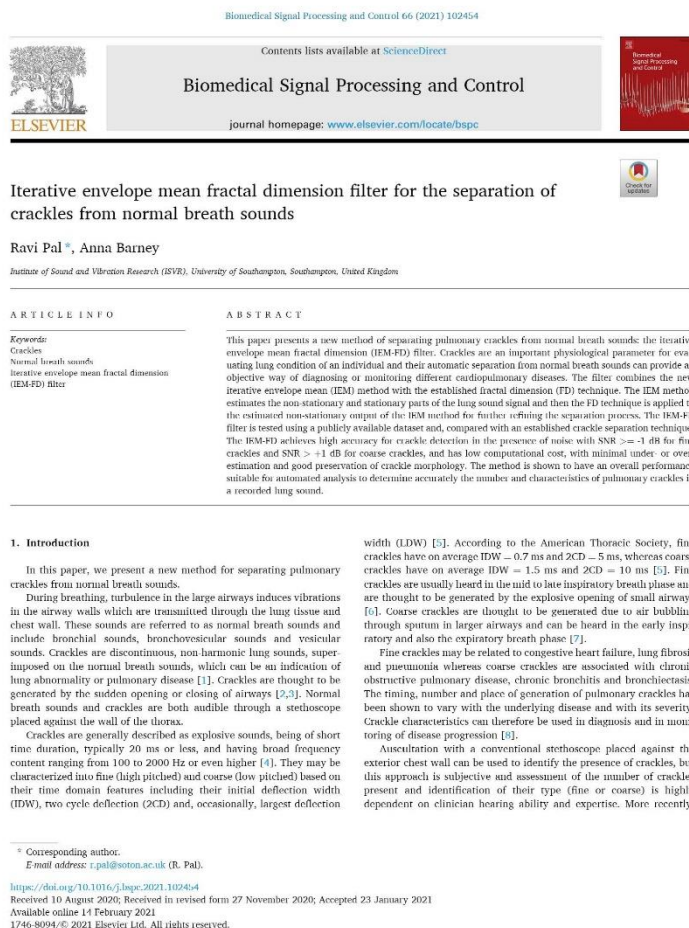 Biomedical Signal Processing and Control 66 (2021) 102454
Contents lists available at ScienceDirect
Biomedical Signal Processing and Control
journal homepage: www.elsevier.com/locate/bspc
ELSEVIER
Biomedical
Signal Processing
and Control
Check for
updates
Iterative envelope mean fractal dimension filter for the separation of
crackles from normal breath sounds
Ravi Pal *, Anna Barney
Institute of Sound and Vibration Research (ISVR), University of Southampton, Southampton, United Kingdom
ARTICLE INFO
Keywords:
Crackles
Normal breath sounds
Iterative envelope mean fractal dimension
(IEM-FD) filter
ABSTRACT
This paper presents a new method of separating pulmonary crackles from normal breath sounds: the iterativ
envelope mean fractal dimension (IEM-FD) filter. Crackles are an important physiological parameter for eva
uating lung condition of an individual and their automatic separation from normal breath sounds can provide a
objective way of diagnosing or monitoring different cardiopulmonary diseases. The filter combines the ne
iterative envelope mean (IEM) method with the established fractal dimension (FD) technique. The IEM metho
estimates the non-stationary and stationary parts of the lung sound signal and then the FD technique is applied t
the estimated non-stationary output of the IEM method for further refining the separation process. The IEM-F
filter is tested using a publicly available dataset and, compared with an established crackle separation technique
The IEM-FD achieves high accuracy for crackle detection in the presence of noise with SNR >= -1 dB for fin
crackles and SNR > +1 dB for coarse crackles, and has low computational cost, with minimal under- or over
estimation and good preservation of crackle morphology. The method is shown to have an overall performanc
suitable for automated analysis to determine accurately the number and characteristics of pulmonary crackles i
a recorded lung sound.
1. Introduction
In this paper, we present a new method for separating pulmonary
crackles from normal breath sounds.
During breathing, turbulence in the large airways induces vibrations
in the airway walls which are transmitted through the lung tissue and
chest wall. These sounds are referred to as normal breath sounds and
include bronchial sounds, bronchovesicular sounds and vesicular
sounds. Crackles are discontinuous, non-harmonic lung sounds, super-
imposed on the normal breath sounds, which can be an indication of
lung abnormality or pulmonary disease [1]. Crackles are thought to be
generated by the sudden opening or closing of airways [2,3]. Normal
breath sounds and crackles are both audible through a stethoscope
placed against the wall of the thorax.
Crackles are generally described as explosive sounds, being of short
time duration, typically 20 ms or less, and having broad frequency
content ranging from 100 to 2000 Hz or even higher [4]. They may be
characterized into fine (high pitched) and coarse (low pitched) based on
their time domain features including their initial deflection width
(IDW), two cycle deflection (2CD) and, occasionally, largest deflection
width (LDW) [5]. According to the American Thoracic Society, fin
crackles have on average IDW = 0.7 ms and 2CD = 5 ms, whereas coars
crackles have on average IDW = 1.5 ms and 2CD = 10 ms [5]. Fin
crackles are usually heard in the mid to late inspiratory breath phase an
are thought to be generated by the explosive opening of small airway
[6]. Coarse crackles are thought to be generated due to air bubblin
through sputum in larger airways and can be heard in the early inspi
ratory and also the expiratory breath phase [7].
Fine crackles may be related to congestive heart failure, lung fibrosi
and pneumonia whereas coarse crackles are associated with chroni
obstructive pulmonary disease, chronic bronchitis and bronchiectasi
The timing, number and place of generation of pulmonary crackles ha
been shown to vary with the underlying disease and with its severity
Crackle characteristics can therefore be used in diagnosis and in moni
toring of disease progression [8].
Auscultation with a conventional stethoscope placed against th
exterior chest wall can be used to identify the presence of crackles, bu
this approach is subjective and assessment of the number of crackle
present and identification of their type (fine or coarse) is highl
dependent on clinician hearing ability and expertise. More recently
* Corresponding author.
E-mail address: r.pal@soton.ac.uk (R. Pal).
https://doi.org/10.1016/j.bspc.2021.102454
Received 10 August 2020; Received in revised form 27 November 2020; Accepted 23 January 2021
Available online 14 February 2021
1746-8094/© 2021 Elsevier Ltd. All rights reserved.